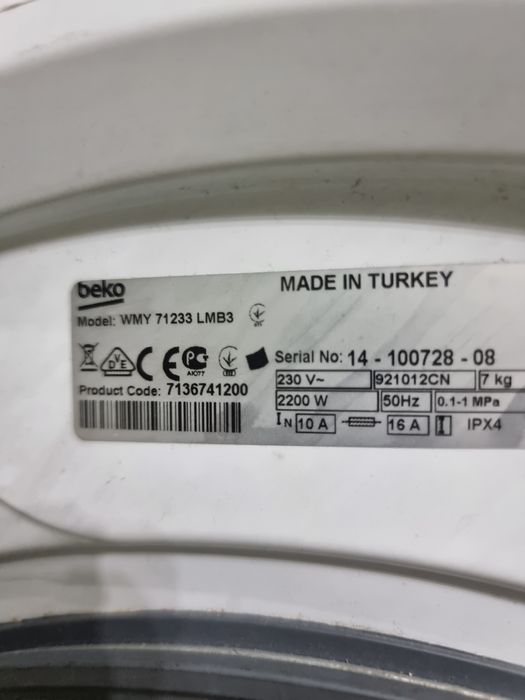 beko
MADE IN TURKEY
Model: WMY 71233 LMB3
Serial No: 14 - 100728 - 08
230 V~ 921012CN 7 kg
Product Code: 7136741200
2200 W 50Hz 0.1-1 MPa
IN 10 A 16 A IPX4